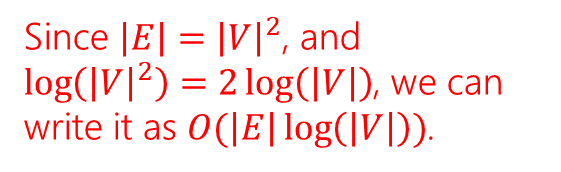 Since |E| = |V|², and
log(|V|²) = 2 log(|V|), we can
write it as O(|E| log(|V|)).